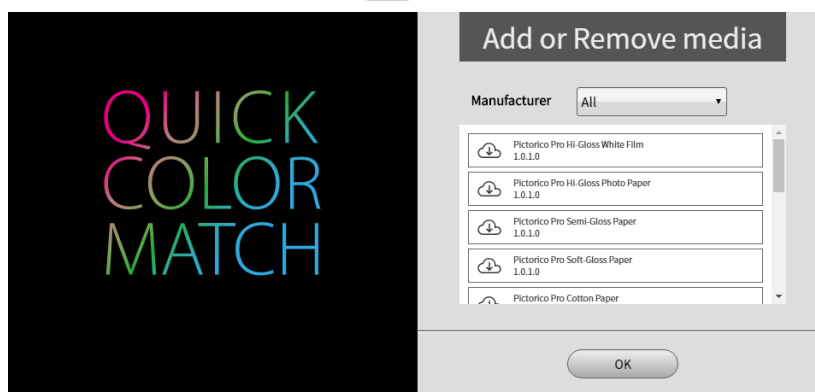 QUICK
COLOR
MATCH
Add or Remove media
Manufacturer
All
Pictorico Pro Hi-Gloss White Film
1.0.1.0
Pictorico Pro Hi-Gloss Photo Paper
1.0.1.0
Pictorico Pro Semi-Gloss Paper
1.0.1.0
Pictorico Pro Soft-Gloss Paper
1.0.1.0
Pictorico Pro Cotton Paper
OK